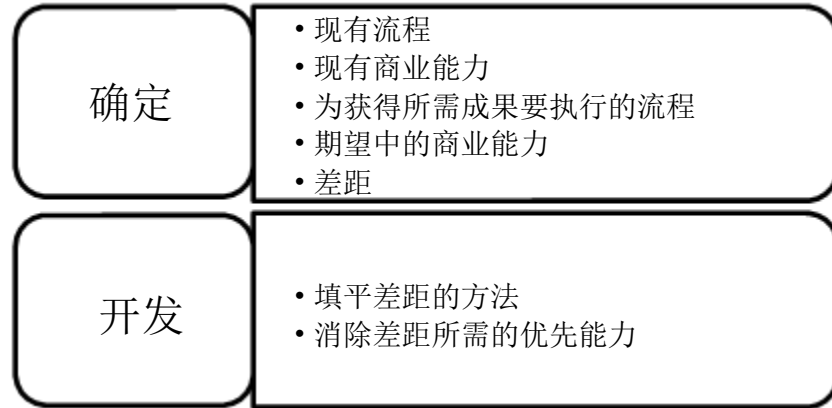 确定
• 现有流程
• 现有商业能力
• 为获得所需成果要执行的流程
• 期望中的商业能力
• 差距
开发
• 填平差距的方法
• 消除差距所需的优先能力